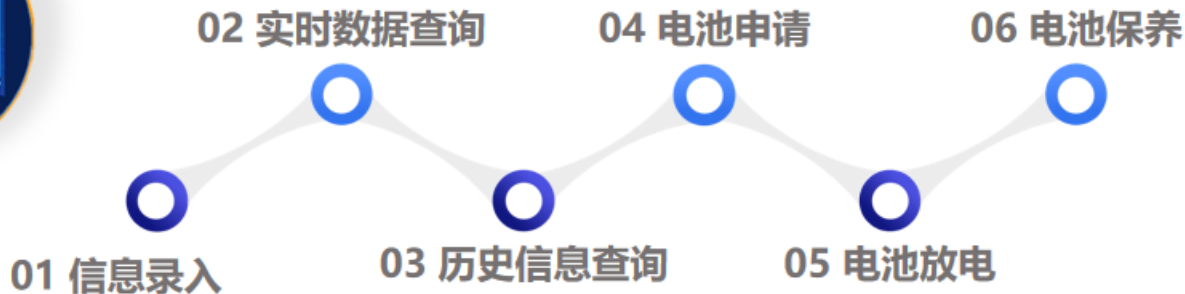 02 实时数据查询
04 电池申请
06 电池保养
01 信息录入
03 历史信息查询
05 电池放电